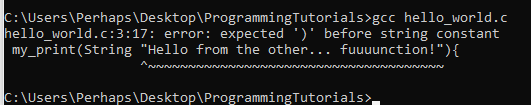 C:\Users\Perhaps\Desktop\ProgrammingTutorials>gcc hello_world.c
hello_world.c:3:17: error: expected ')' before string constant
my_print(String "Hello from the other... fuuunction!"){
^~~~~~~~~~~~~~~~~~~~~~~~~~~~~~~~~~~~~~
C:\Users\Perhaps\Desktop\ProgrammingTutorials>